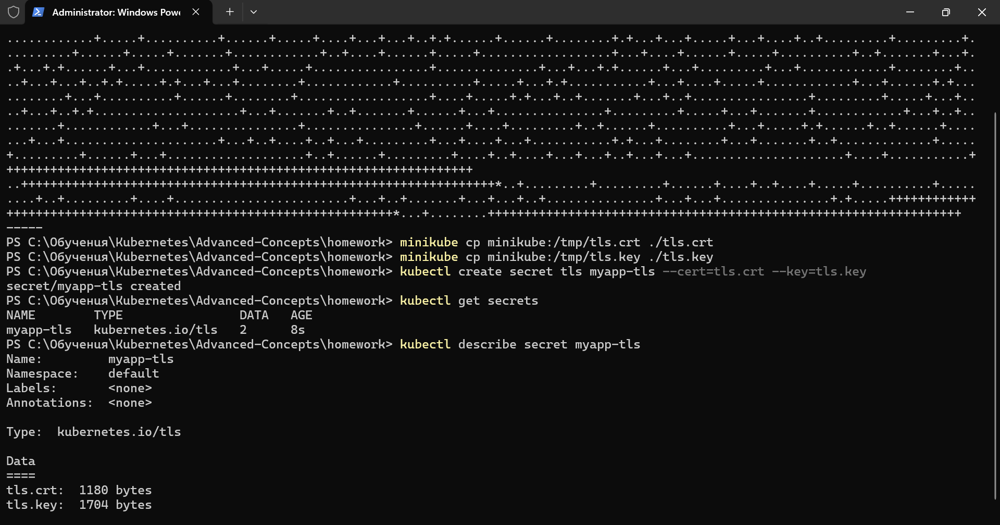 ............+.....+..........+......+.....+....+...+...+..+.+......+......+........+.+...+...+.....+...+....+..+.........+.........+.
.........+......+.....+.......+............+..+....+......+.....+..................+...+....+......+.....+..........+..+.......+...+.
.+...+.+......+...+............+...+.....+................+..............+...+...+.+......+...+.........+...+............+........+..
..+...+...+..+.+.....+.+...+...+........+............+..........+.....+...+.+...........+...+....+.....+............+...+......+.+...
........+...+..........+......+........+..................+....+.....+.+...+..+.......+...+..+................+.........+.....+...+..
..+...+..+.+....................+...+.......+..+.......+......+...+...............+.........+.....+...+.......+............+...+..+..
.......+............+...+...............+...............+......+....+.........+..+......+..........+...+.....+.+......+..+......+....
...+...+.....................+...+..+....+..+...+.........+...+....+...+...........+.+...+........+...+.......+..+.............+.....
+.........+......+...+...................+..+......+.........+....+..+....+...+...+..+...+...+.....................+....+...........+
++++++++++++++++++++++++++++++++++++++++++++++++++++++++++++++++
..+++++++++++++++++++++++++++++++++++++++++++++++++++++++++++++++++*..+.........+.........+......+....+..+....+.....+..........+.....
....+..+.........+....+........................+...+..+.......+...+...+..+...............+...+...+...............+.+.....++++++++++++
+++++++++++++++++++++++++++++++++++++++++++++++++++++*...+........+++++++++++++++++++++++++++++++++++++++++++++++++++++++++++++++++
-----
PS C:\Обучения\Kubernetes\Advanced-Concepts\homework> minikube cp minikube:/tmp/tls.crt ./tls.crt
PS C:\Обучения\Kubernetes\Advanced-Concepts\homework> minikube cp minikube:/tmp/tls.key ./tls.key
PS C:\Обучения\Kubernetes\Advanced-Concepts\homework> kubectl create secret tls myapp-tls --cert=tls.crt --key=tls.key
secret/myapp-tls created
PS C:\Обучения\Kubernetes\Advanced-Concepts\homework> kubectl get secrets
NAME        TYPE                DATA   AGE
myapp-tls   kubernetes.io/tls   2      8s
PS C:\Обучения\Kubernetes\Advanced-Concepts\homework> kubectl describe secret myapp-tls
Name:         myapp-tls
Namespace:    default
Labels:       <none>
Annotations:  <none>
Type:  kubernetes.io/tls
Data
====
tls.crt:  1180 bytes
tls.key:  1704 bytes
Administrator: Windows Pow